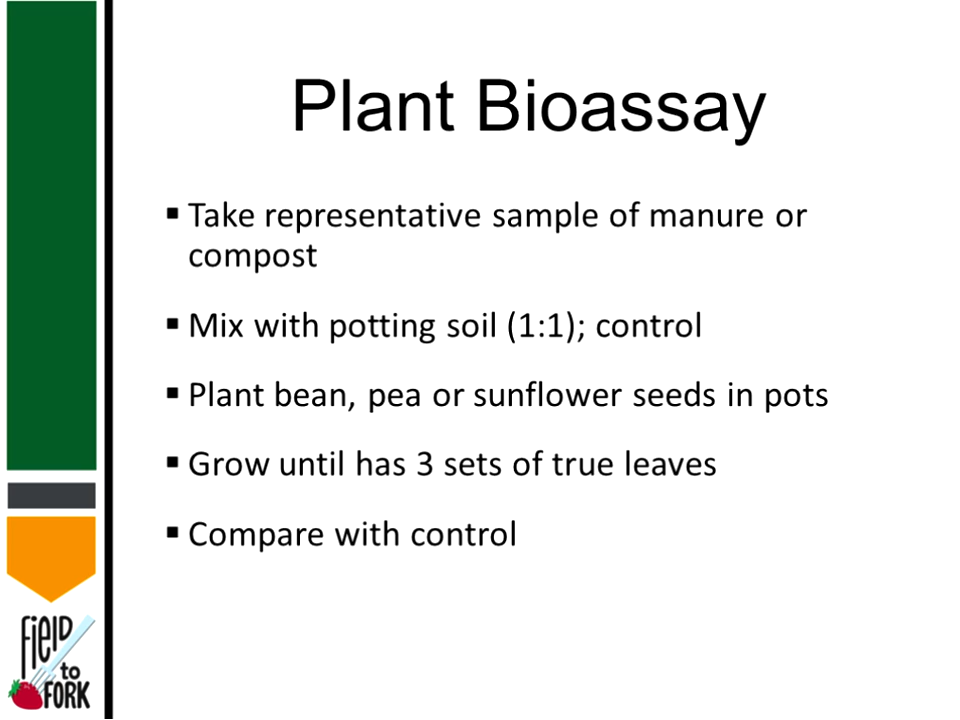 Plant Bioassay
▪ Take representative sample of manure or
compost
▪ Mix with potting soil (1:1); control
▪ Plant bean, pea or sunflower seeds in pots
▪ Grow until has 3 sets of true leaves
▪ Compare with control
FiElD
to
FORK